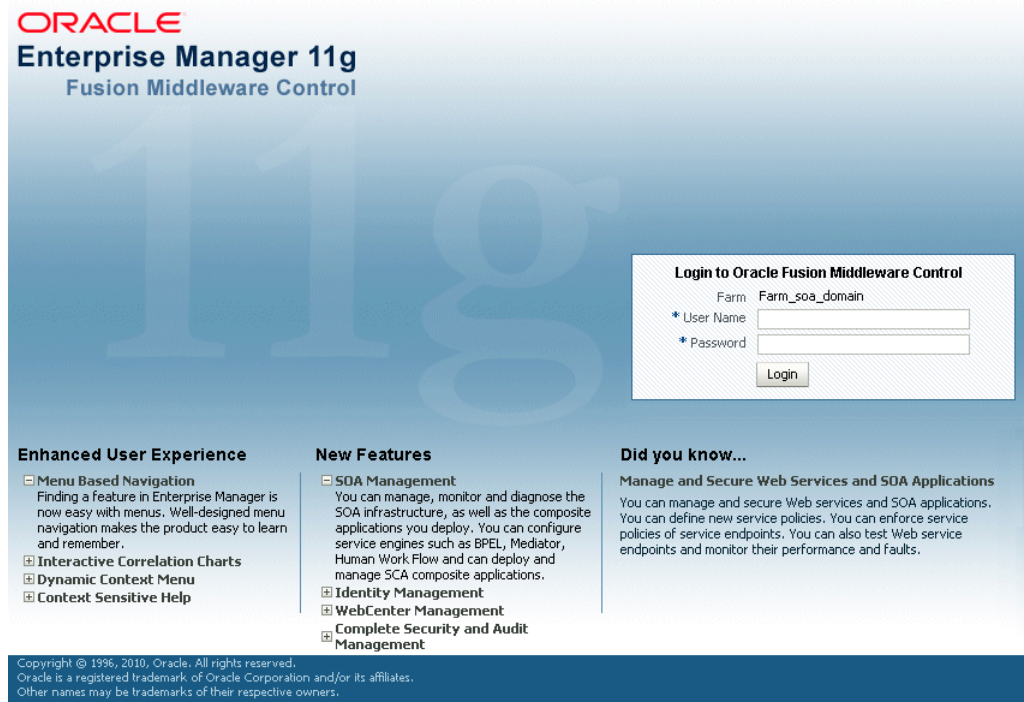 ORACLE
Enterprise Manager 11g
Fusion Middleware Control
11g
Login to Oracle Fusion Middleware Control
Farm Farm_soa_domain
* User Name
* Password
Login
Enhanced User Experience
Menu Based Navigation
Finding a feature in Enterprise Manager is
now easy with menus. Well-designed menu
navigation makes the product easy to learn
and remember.
Interactive Correlation Charts
Dynamic Context Menu
Context Sensitive Help
New Features
SOA Management
You can manage, monitor and diagnose the
SOA infrastructure, as well as the composite
applications you deploy. You can configure
service engines such as BPEL, Mediator,
Human Work Flow and can deploy and
manage SCA composite applications.
Identity Management
WebCenter Management
Complete Security and Audit
Management
Did you know...
Manage and Secure Web Services and SOA Applications
You can manage and secure Web services and SOA applications.
You can define new service policies. You can enforce service
policies of service endpoints. You can also test Web service
endpoints and monitor their performance and faults.
Copyright © 1996, 2010, Oracle. All rights reserved.
Oracle is a registered trademark of Oracle Corporation and/or its affiliates.
Other names may be trademarks of their respective owners.